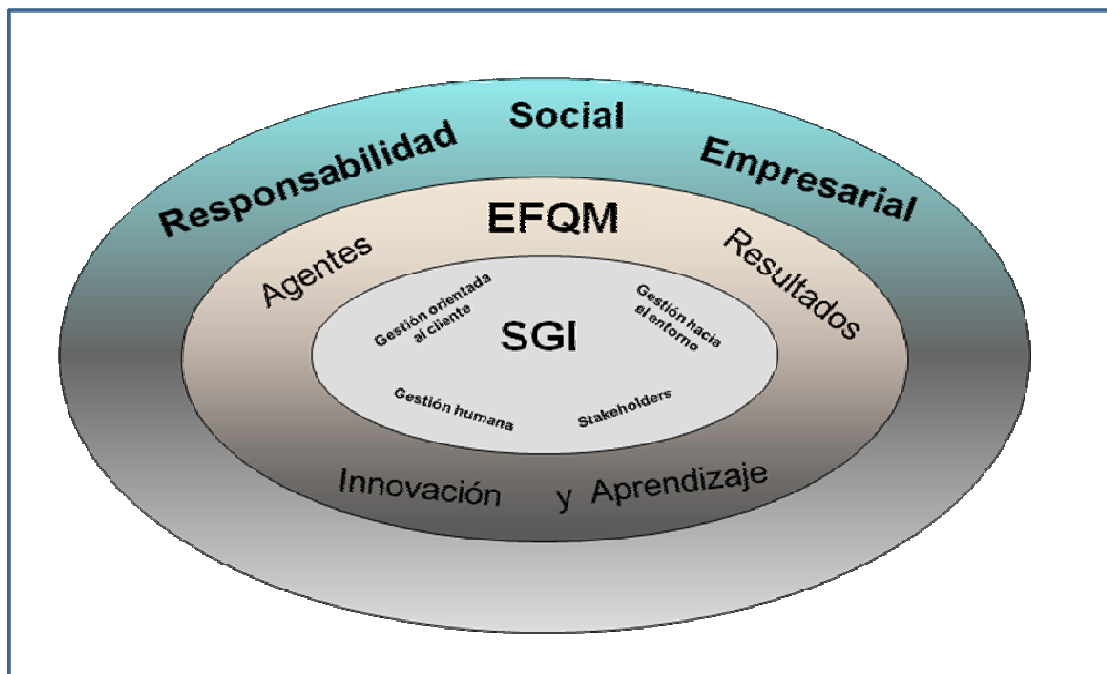 Responsabilidad Social Empresarial
EFQM
Agentes
Resultados
Gestión orientada
al cliente
Gestión hacia
el entorno
SGI
Gestión humana
Stakeholders
Innovación y Aprendizaje